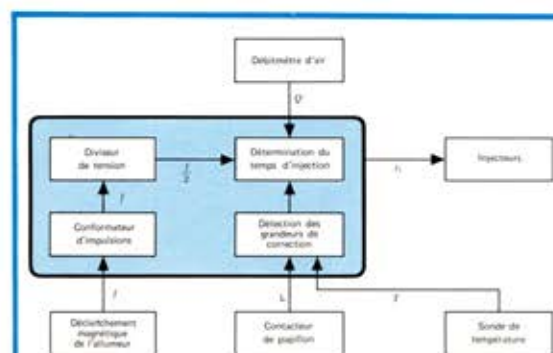 Débitmètre d'air
Diviseur
de tension
Détermination du
temps d'injection
Injecteurs
Conformateur
d'impulsions
Détection des
grandeurs de
correction
Déclenchement
magnétique
de l'allumeur
Contacteur
de papillon
Sonde de
température